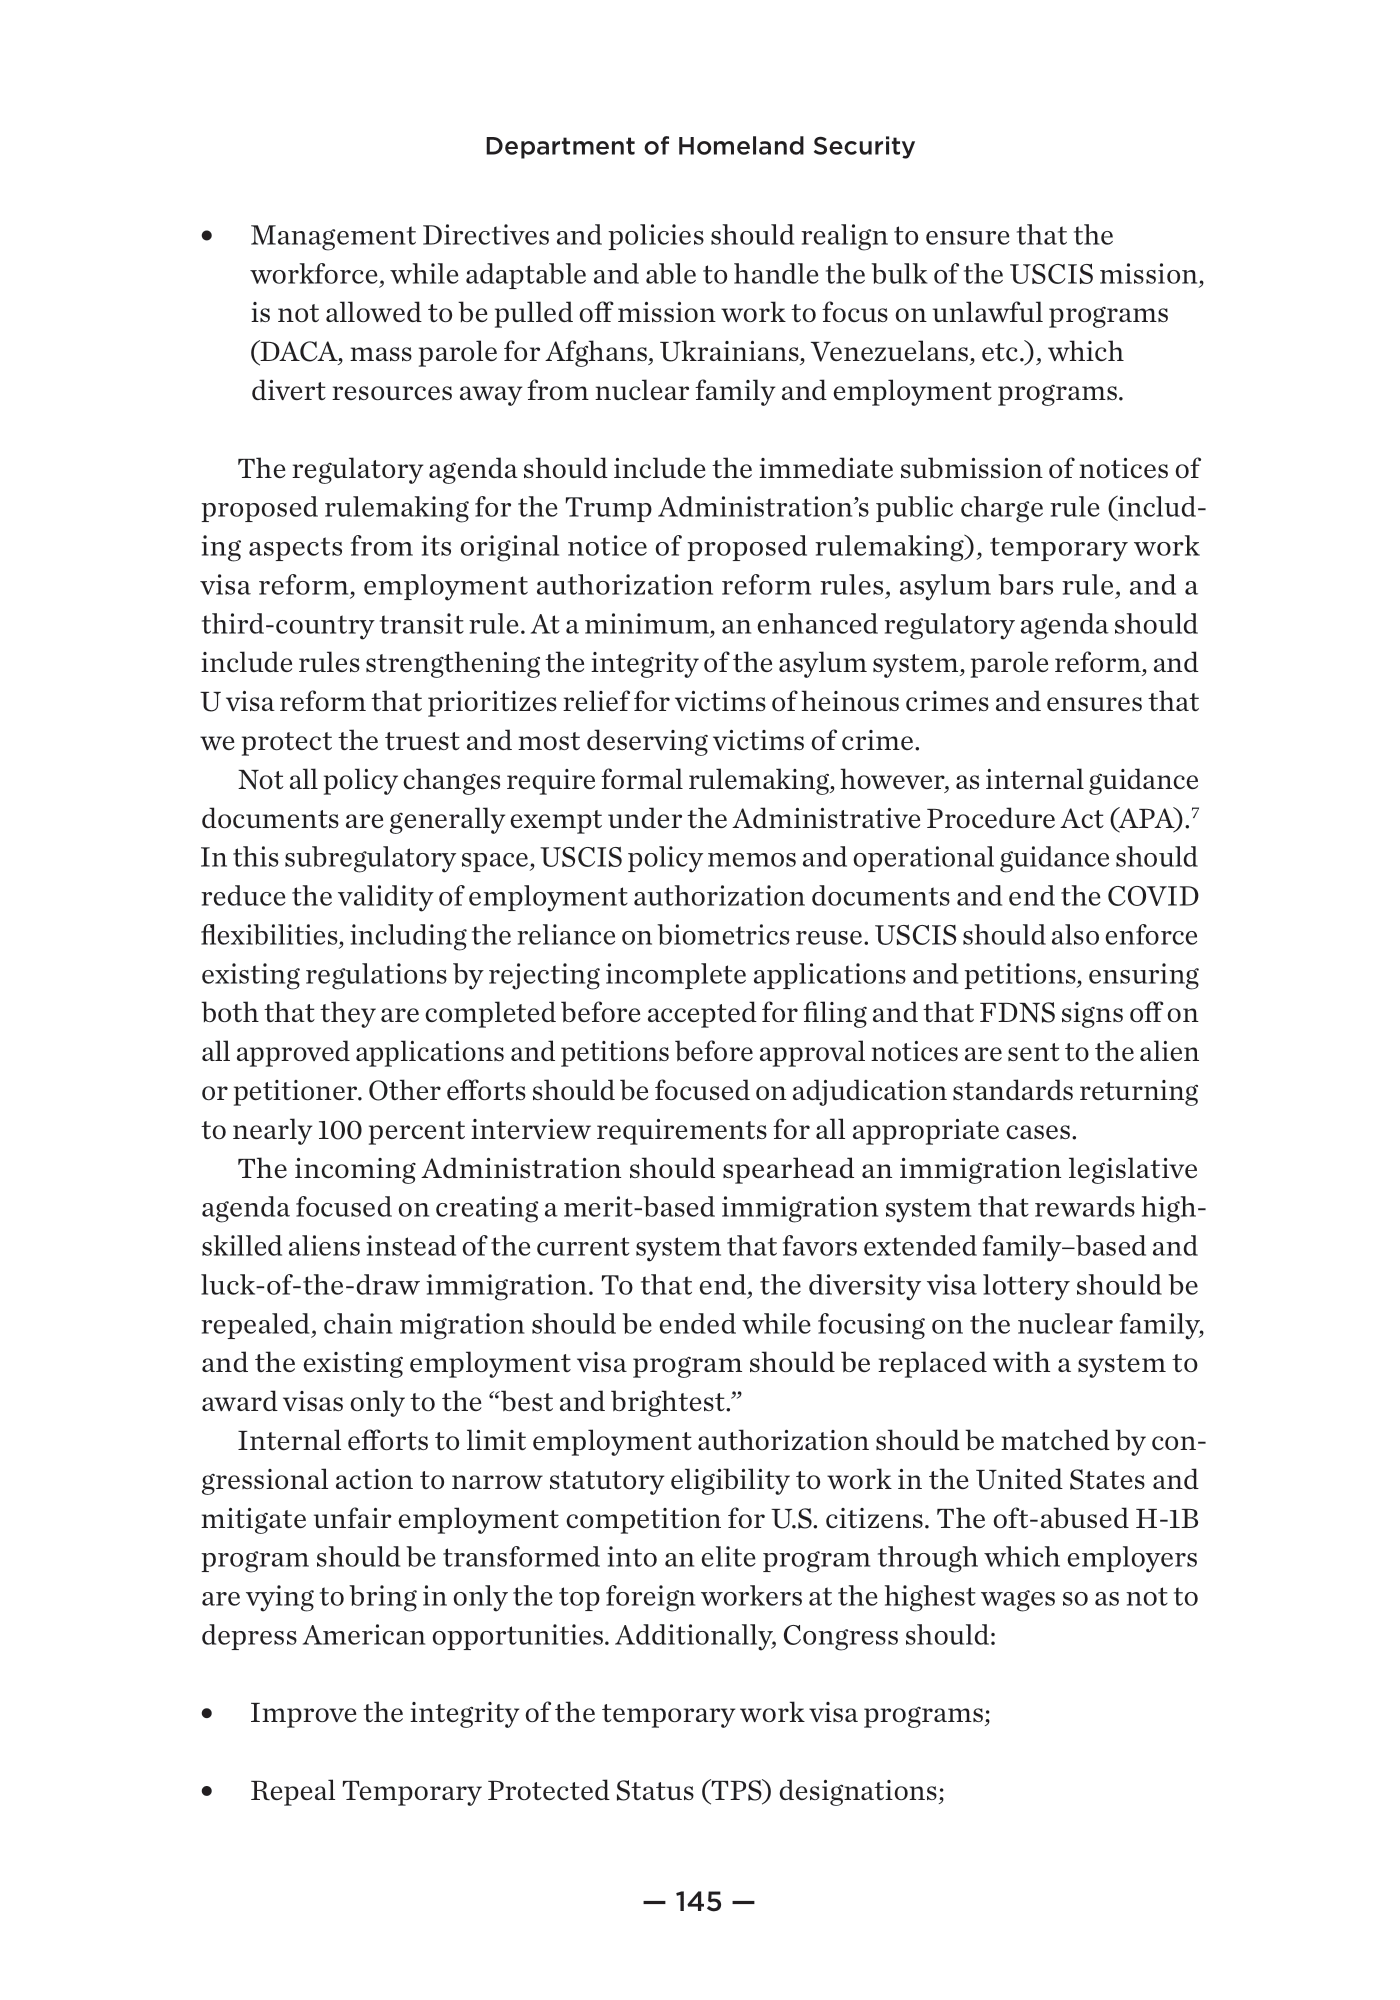 Department of Homeland Security
• Management Directives and policies should realign to ensure that the
workforce, while adaptable and able to handle the bulk of the USCIS mission,
is not allowed to be pulled off mission work to focus on unlawful programs
(DACA, mass parole for Afghans, Ukrainians, Venezuelans, etc.), which
divert resources away from nuclear family and employment programs.
The regulatory agenda should include the immediate submission of notices of
proposed rulemaking for the Trump Administration’s public charge rule (includ-
ing aspects from its original notice of proposed rulemaking), temporary work
visa reform, employment authorization reform rules, asylum bars rule, and a
third-country transit rule. At a minimum, an enhanced regulatory agenda should
include rules strengthening the integrity of the asylum system, parole reform, and
U visa reform that prioritizes relief for victims of heinous crimes and ensures that
we protect the truest and most deserving victims of crime.
Not all policy changes require formal rulemaking, however, as internal guidance
documents are generally exempt under the Administrative Procedure Act (APA).⁷
In this subregulatory space, USCIS policy memos and operational guidance should
reduce the validity of employment authorization documents and end the COVID
flexibilities, including the reliance on biometrics reuse. USCIS should also enforce
existing regulations by rejecting incomplete applications and petitions, ensuring
both that they are completed before accepted for filing and that FDNS signs off on
all approved applications and petitions before approval notices are sent to the alien
or petitioner. Other efforts should be focused on adjudication standards returning
to nearly 100 percent interview requirements for all appropriate cases.
The incoming Administration should spearhead an immigration legislative
agenda focused on creating a merit-based immigration system that rewards high-
skilled aliens instead of the current system that favors extended family–based and
luck-of-the-draw immigration. To that end, the diversity visa lottery should be
repealed, chain migration should be ended while focusing on the nuclear family,
and the existing employment visa program should be replaced with a system to
award visas only to the “best and brightest.”
Internal efforts to limit employment authorization should be matched by con-
gressional action to narrow statutory eligibility to work in the United States and
mitigate unfair employment competition for U.S. citizens. The oft-abused H-1B
program should be transformed into an elite program through which employers
are vying to bring in only the top foreign workers at the highest wages so as not to
depress American opportunities. Additionally, Congress should:
• Improve the integrity of the temporary work visa programs;
• Repeal Temporary Protected Status (TPS) designations;
— 145 —